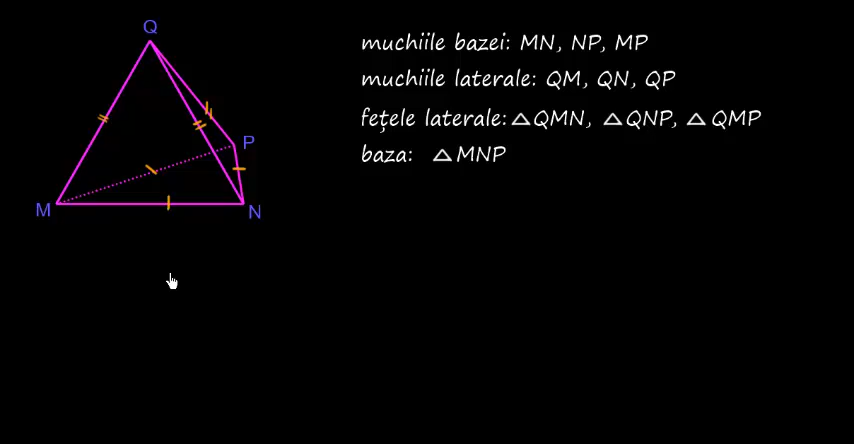 Q
muchiile bazei: MN, NP, MP
muchiile laterale: QM, QN, QP
fețele laterale: △QMN, △QNP, △QMP
P
baza: △MNP
M
N